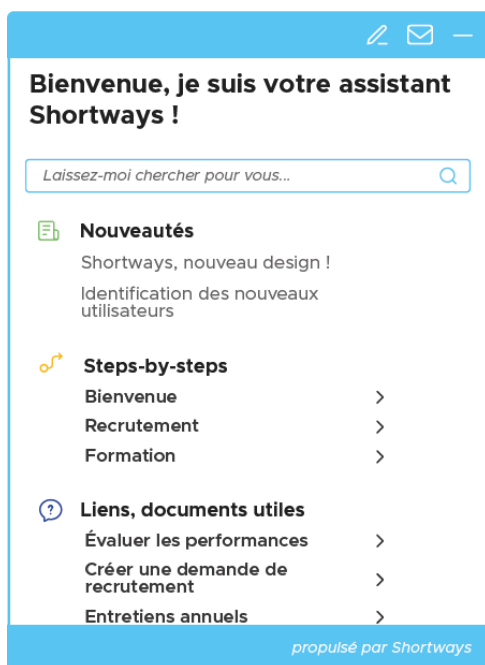 Bienvenue, je suis votre assistant
Shortways !
Laissez-moi chercher pour vous...
Nouveautés
Shortways, nouveau design !
Identification des nouveaux
utilisateurs
Steps-by-steps
Bienvenue
Recrutement
Formation
Liens, documents utiles
Évaluer les performances
Créer une demande de
recrutement
Entretiens annuels
propulsé par Shortways